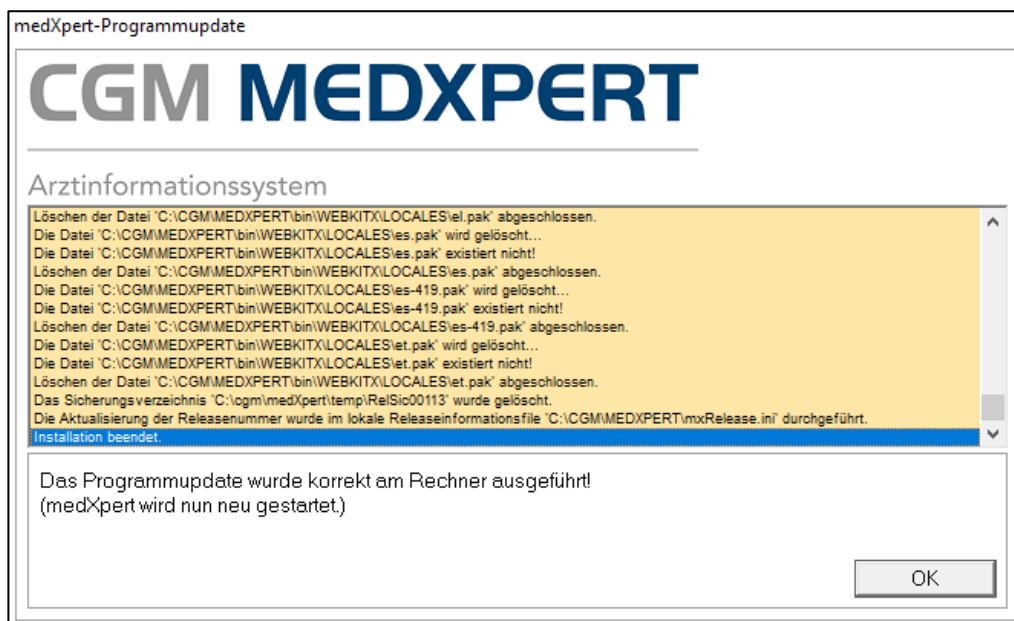 medXpert-Programmupdate
CGM MEDXPERT
Arztinformationssystem
Löschen der Datei 'C:\CGM\MEDXPERT\bin\WEBKITX\LOCALES\el.pak' abgeschlossen.
Die Datei 'C:\CGM\MEDXPERT\bin\WEBKITX\LOCALES\es.pak' wird gelöscht...
Die Datei 'C:\CGM\MEDXPERT\bin\WEBKITX\LOCALES\es.pak' existiert nicht!
Löschen der Datei 'C:\CGM\MEDXPERT\bin\WEBKITX\LOCALES\es.pak' abgeschlossen.
Die Datei 'C:\CGM\MEDXPERT\bin\WEBKITX\LOCALES\es-419.pak' wird gelöscht...
Die Datei 'C:\CGM\MEDXPERT\bin\WEBKITX\LOCALES\es-419.pak' existiert nicht!
Löschen der Datei 'C:\CGM\MEDXPERT\bin\WEBKITX\LOCALES\es-419.pak' abgeschlossen.
Die Datei 'C:\CGM\MEDXPERT\bin\WEBKITX\LOCALES\et.pak' wird gelöscht...
Die Datei 'C:\CGM\MEDXPERT\bin\WEBKITX\LOCALES\et.pak' existiert nicht!
Löschen der Datei 'C:\CGM\MEDXPERT\bin\WEBKITX\LOCALES\et.pak' abgeschlossen.
Das Sicherungsverzeichnis 'C:\cgm\medXpert\temp\RelSic00113' wurde gelöscht.
Die Aktualisierung der Releasenummer wurde im lokale Releaseinformationsfile 'C:\CGM\MEDXPERT\mxRelease.ini' durchgeführt.
Installation beendet.
Das Programmupdate wurde korrekt am Rechner ausgeführt!
(medXpert wird nun neu gestartet.)
OK